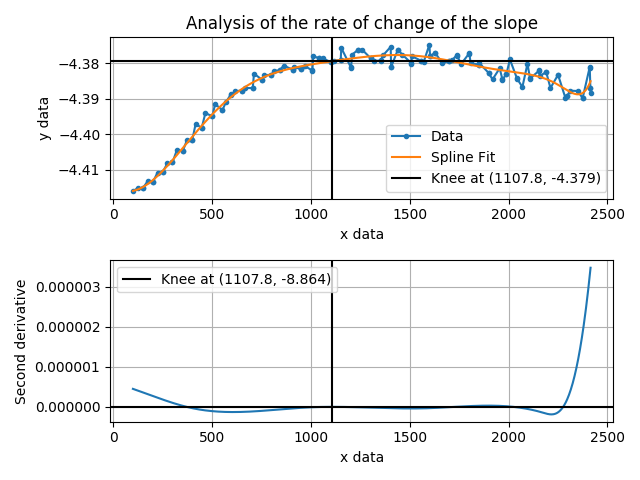 Analysis of the rate of change of the slope
y data
−4.38
−4.39
−4.40
−4.41
Data
Spline Fit
Knee at (1107.8, -4.379)
0 500 1000 1500 2000 2500
x data
Second derivative
0.000003
0.000002
0.000001
0.000000
Knee at (1107.8, -8.864)
0 500 1000 1500 2000 2500
x data